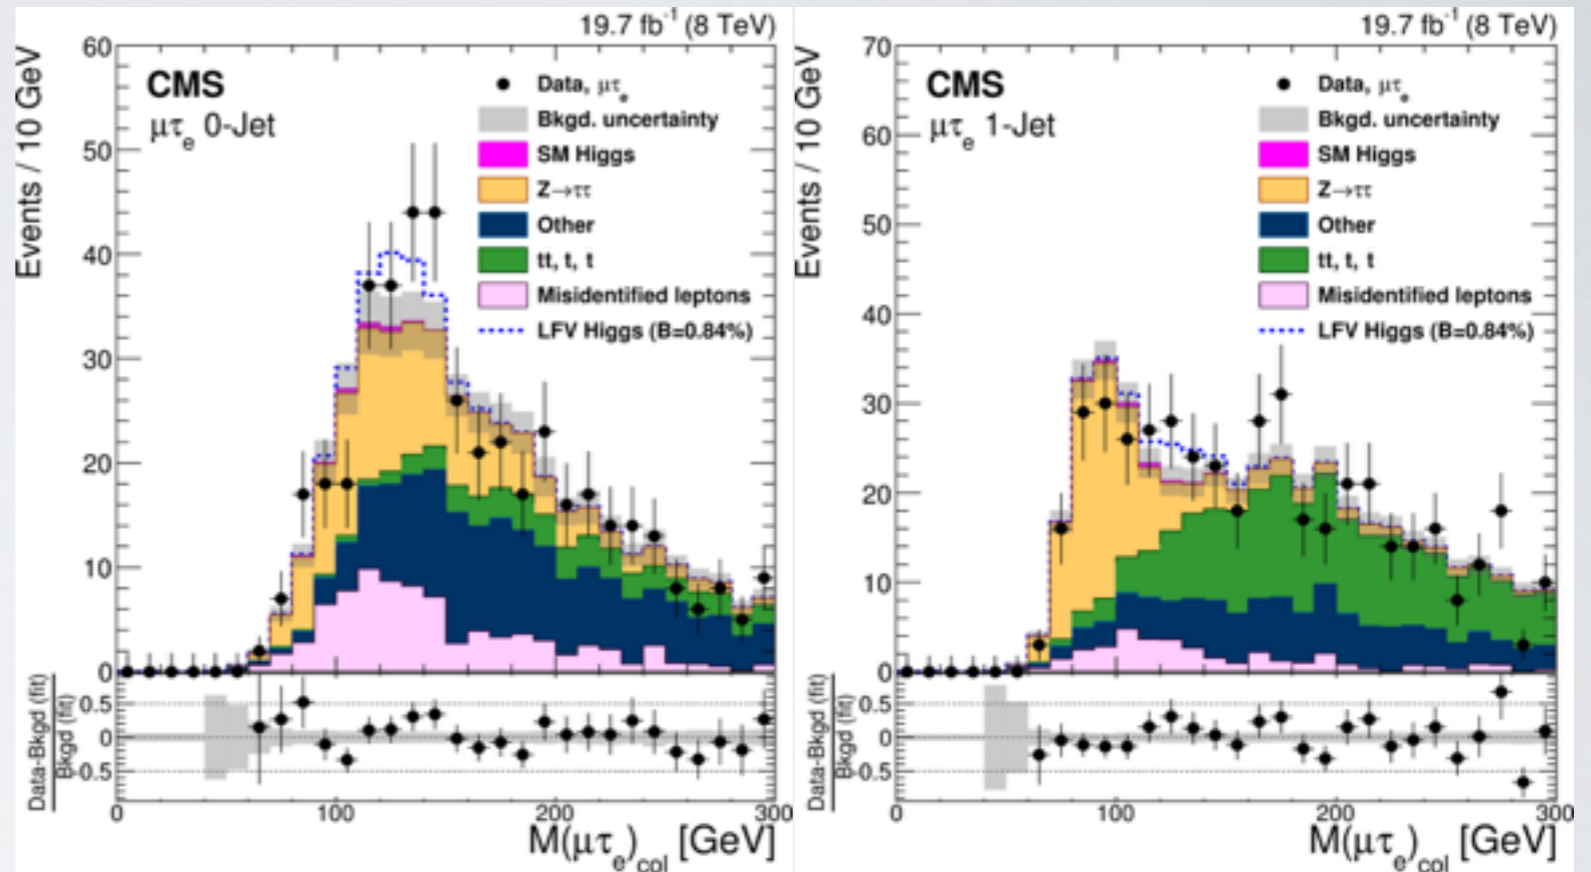 19.7 fb⁻¹ (8 TeV)
CMS
μτₑ 0-Jet
Data, μτₑ
Bkgd. uncertainty
SM Higgs
Z→ττ
Other
tt̄, t, t̄
Misidentified leptons
LFV Higgs (B=0.84%)
Events / 10 GeV
60
50
40
30
20
10
0
Data-Bkgd (fit)
Bkgd (fit)
0.5
0
-0.5
0 100 200 300
M(μτₑ)col [GeV]
19.7 fb⁻¹ (8 TeV)
CMS
μτₑ 1-Jet
Data, μτₑ
Bkgd. uncertainty
SM Higgs
Z→ττ
Other
tt̄, t, t̄
Misidentified leptons
LFV Higgs (B=0.84%)
Events / 10 GeV
70
60
50
40
30
20
10
0
Data-Bkgd (fit)
Bkgd (fit)
0.5
0
-0.5
0 100 200 300
M(μτₑ)col [GeV]